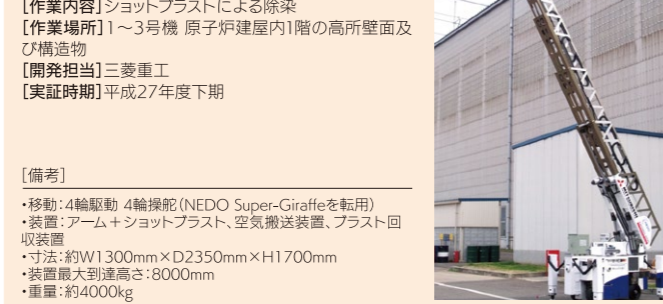 [作業内容]ショットブラストによる除染
[作業場所]1〜3号機 原子炉建屋内1階の高所壁面及
び構造物
[開発担当]三菱重工
[実証時期]平成27年度下期
[備考]
•移動:4輪駆動 4輪操舵(NEDO Super-Giraffeを転用)
•装置:アーム+ショットブラスト、空気搬送装置、ブラスト回
収装置
•寸法:約W1300mm×D2350mm×H1700mm
•装置最大到達高さ:8000mm
•重量:約4000kg